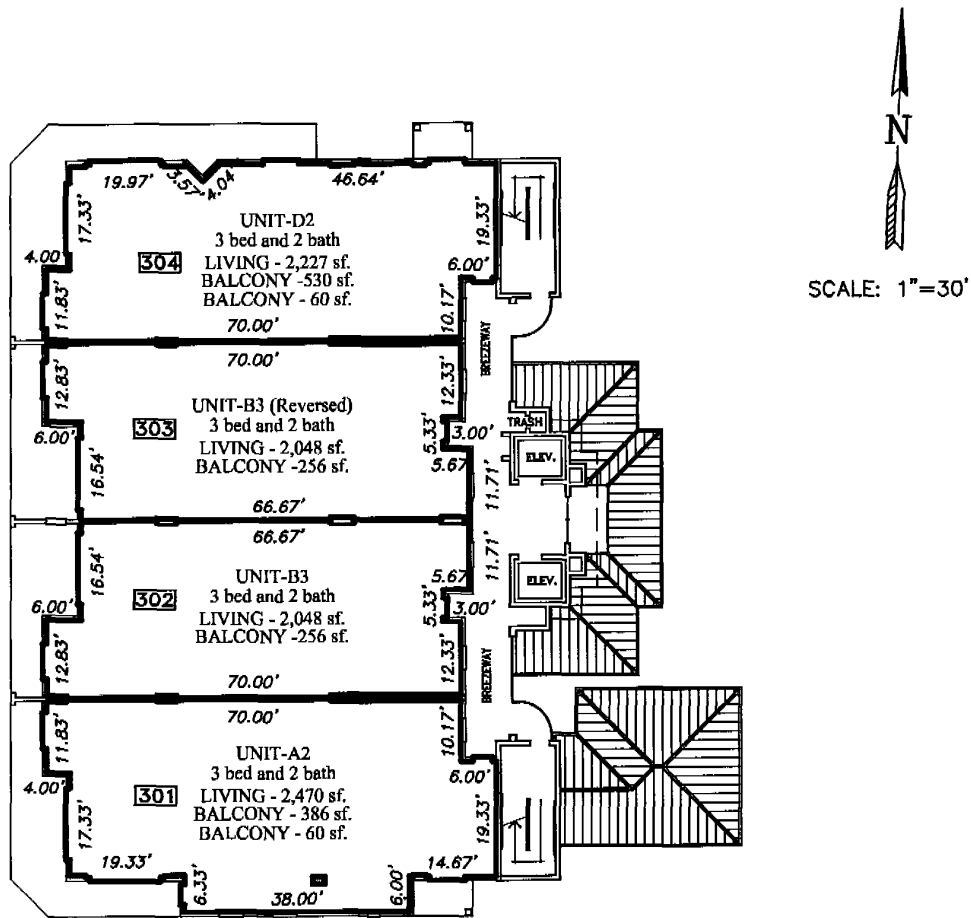 N
SCALE: 1"=30'
19.97'
3.57'
4.04'
46.64'
17.33'
19.33'
UNIT-D2
3 bed and 2 bath
304
LIVING - 2,227 sf.
BALCONY -530 sf.
BALCONY - 60 sf.
4.00'
6.00'
11.83'
10.17'
70.00'
BREEZEWAY
70.00'
12.83'
12.33'
UNIT-B3 (Reversed)
3 bed and 2 bath
303
LIVING - 2,048 sf.
BALCONY -256 sf.
6.00'
5.33'
3.00'
TRASH
ELEV.
5.67
16.54'
11.71'
66.67'
66.67'
16.54'
11.71'
UNIT-B3
3 bed and 2 bath
302
LIVING - 2,048 sf.
BALCONY -256 sf.
5.67
ELEV.
6.00'
5.33'
3.00'
12.83'
12.33'
70.00'
BREEZEWAY
70.00'
11.83'
10.17'
UNIT-A2
3 bed and 2 bath
301
LIVING - 2,470 sf.
BALCONY - 386 sf.
BALCONY - 60 sf.
4.00'
6.00'
17.33'
19.33'
19.33'
14.67'
6.33'
38.00'
6.00'